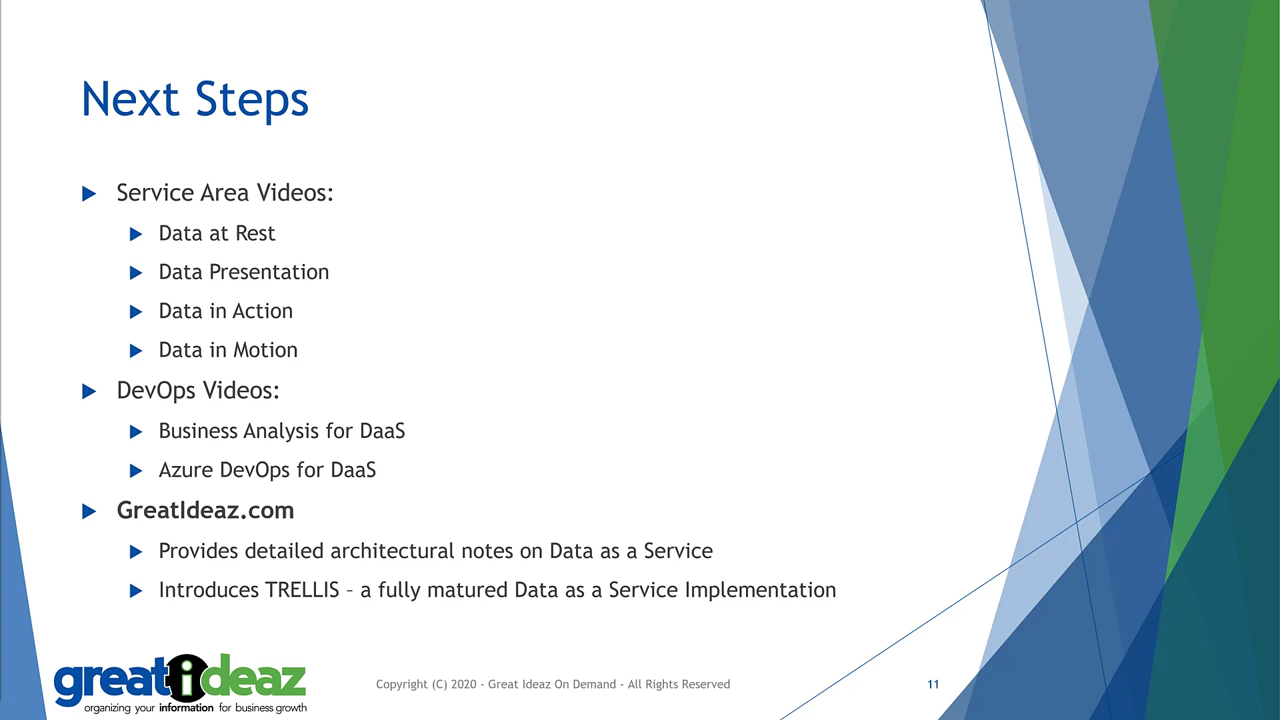 Next Steps
Service Area Videos:
Data at Rest
Data Presentation
Data in Action
Data in Motion
DevOps Videos:
Business Analysis for DaaS
Azure DevOps for DaaS
GreatIdeaz.com
Provides detailed architectural notes on Data as a Service
Introduces TRELLIS – a fully matured Data as a Service Implementation
greatideaz
organizing your information for business growth
Copyright (C) 2020 - Great Ideaz On Demand - All Rights Reserved
11